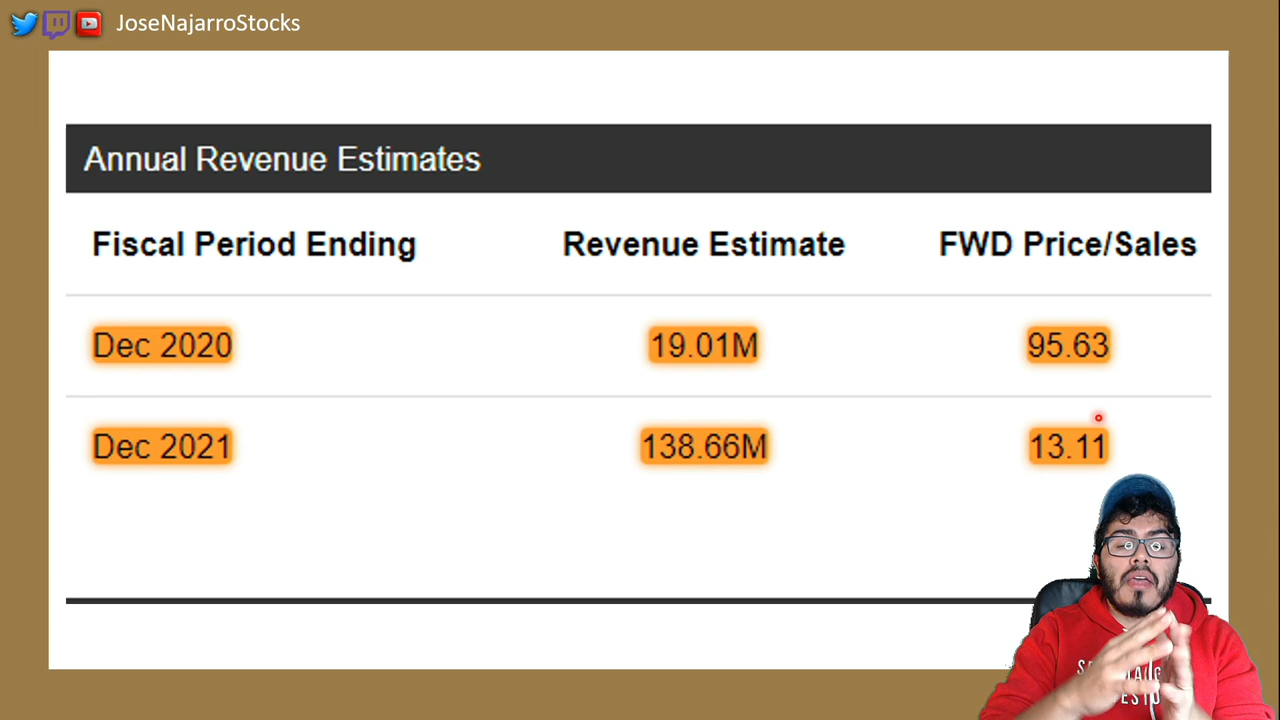 JoseNajarroStocks
Annual Revenue Estimates
Fiscal Period Ending Revenue Estimate FWD Price/Sales
Dec 2020 19.01M 95.63
Dec 2021 138.66M 13.11